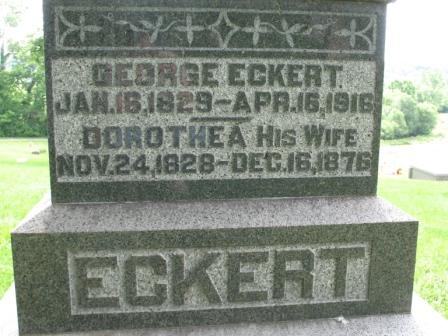 GEORGE ECKERT
JAN. 16, 1829 – APR. 16, 1916
DOROTHEA HIS WIFE
NOV. 24, 1828 – DEC. 16, 1876
ECKERT